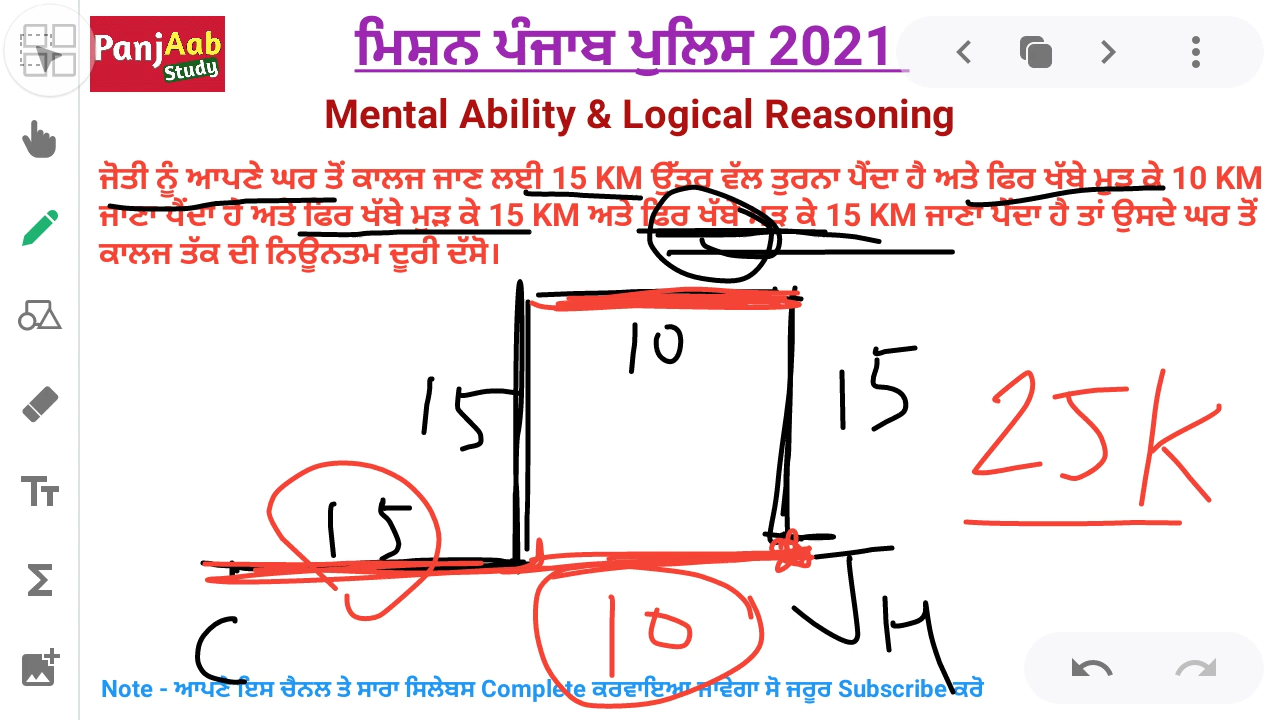 PanjAab
Study
ਮਿਸ਼ਨ ਪੰਜਾਬ ਪੁਲਿਸ 2021
Mental Ability & Logical Reasoning
ਜੋਤੀ ਨੂੰ ਆਪਣੇ ਘਰ ਤੋਂ ਕਾਲਜ ਜਾਣ ਲਈ 15 KM ਉੱਤਰ ਵੱਲ ਤੁਰਨਾ ਪੈਂਦਾ ਹੈ ਅਤੇ ਫਿਰ ਖੱਬੇ ਮੁੜ ਕੇ 10 KM
ਜਾਣਾ ਪੈਂਦਾ ਹੈ ਅਤੇ ਫਿਰ ਖੱਬੇ ਮੁੜ ਕੇ 15 KM ਅਤੇ ਫਿਰ ਖੱਬੇ ਮੁੜ ਕੇ 15 KM ਜਾਣਾ ਪੈਂਦਾ ਹੈ ਤਾਂ ਉਸਦੇ ਘਰ ਤੋਂ
ਕਾਲਜ ਤੱਕ ਦੀ ਨਿਊਨਤਮ ਦੂਰੀ ਦੱਸੋ।
10
15
15
25K
15
10
C
JH
Note - ਆਪਣੇ ਇਸ ਚੈਨਲ ਤੇ ਸਾਰਾ ਸਿਲੇਬਸ Complete ਕਰਵਾਇਆ ਜਾਵੇਗਾ ਸੋ ਜਰੂਰ Subscribe ਕਰੋ
TT
Σ